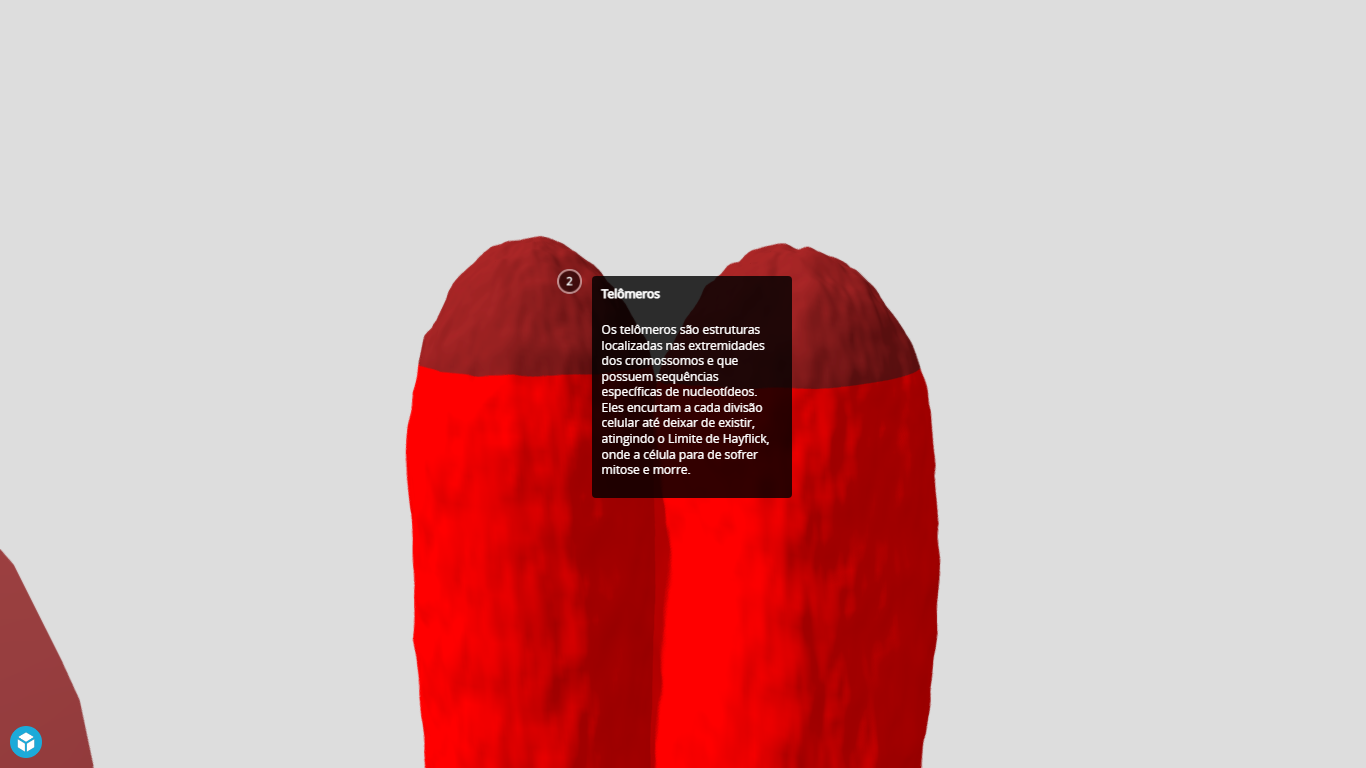 2
Telômeros
Os telômeros são estruturas
localizadas nas extremidades
dos cromossomos e que
possuem sequências
específicas de nucleotídeos.
Eles encurtam a cada divisão
celular até deixar de existir,
atingindo o Limite de Hayflick,
onde a célula para de sofrer
mitose e morre.